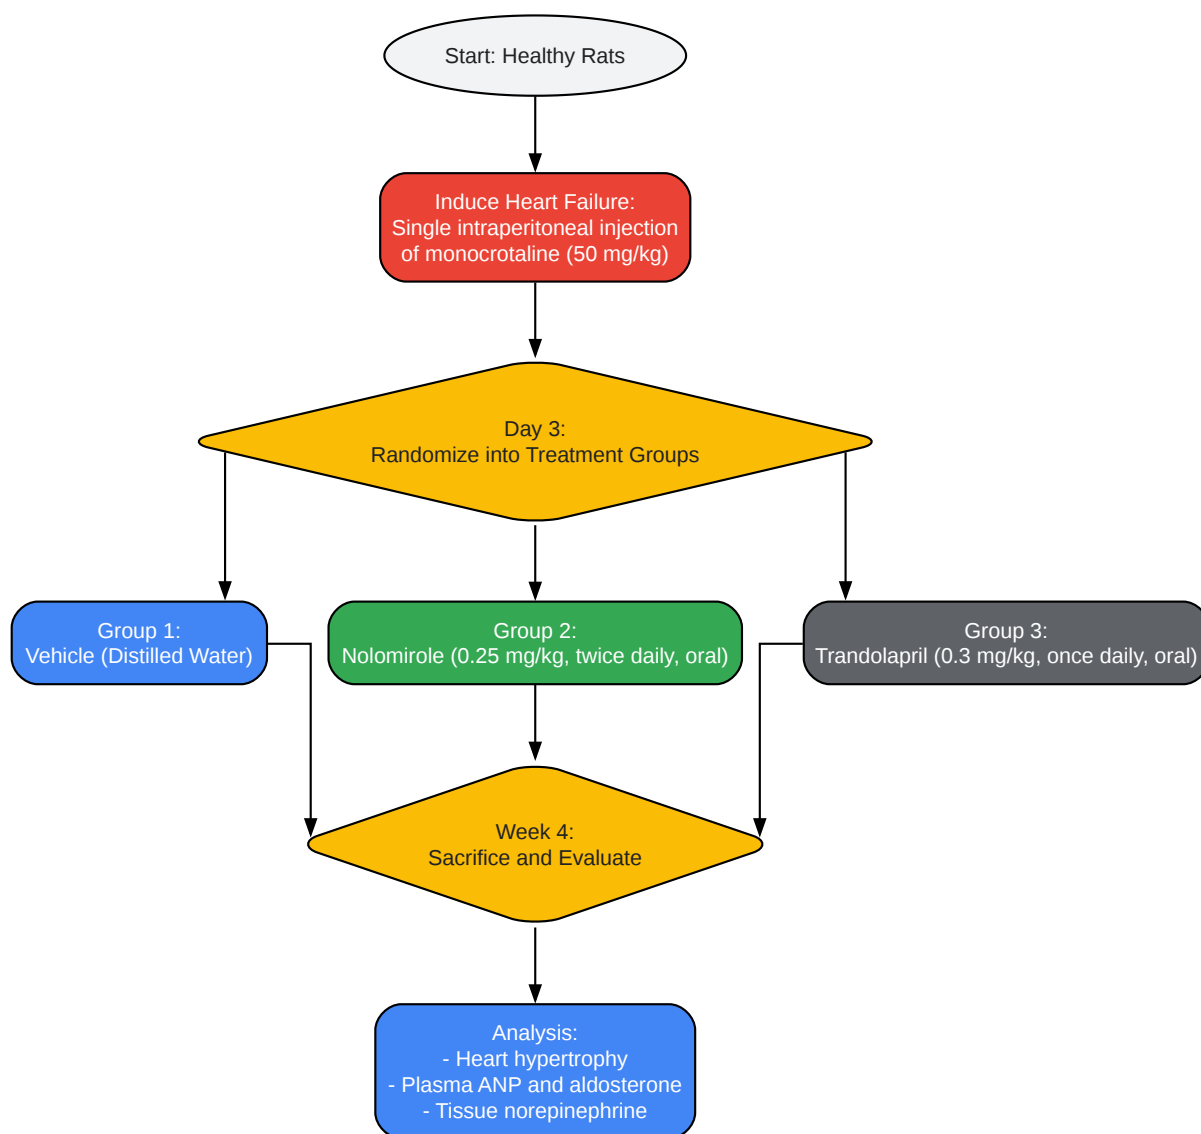 Start: Healthy Rats
Induce Heart Failure:
Single intraperitoneal injection
of monocrotaline (50 mg/kg)
Day 3:
Randomize into Treatment Groups
Group 1:
Vehicle (Distilled Water)
Group 2:
Nolomirole (0.25 mg/kg, twice daily, oral)
Group 3:
Trandolapril (0.3 mg/kg, once daily, oral)
Week 4:
Sacrifice and Evaluate
Analysis:
- Heart hypertrophy
- Plasma ANP and aldosterone
- Tissue norepinephrine